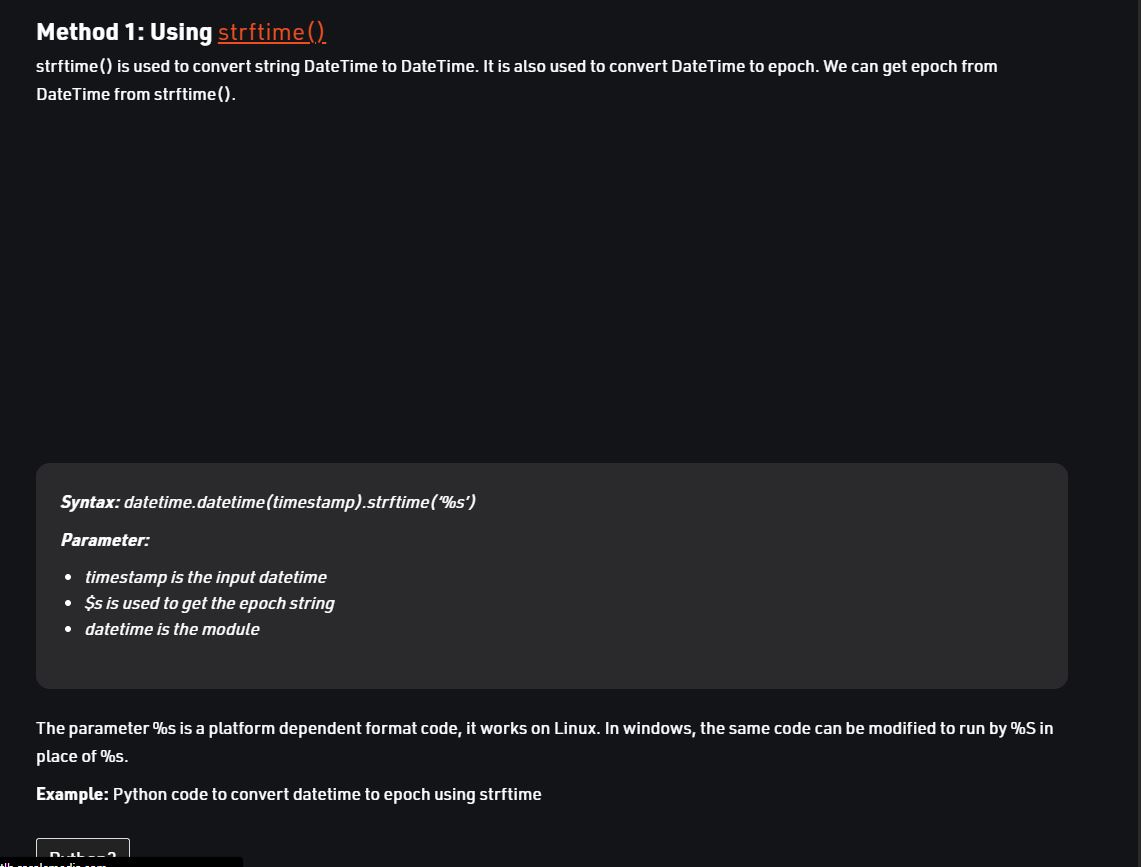 Method 1: Using strftime()
strftime() is used to convert string DateTime to DateTime. It is also used to convert DateTime to epoch. We can get epoch from
DateTime from strftime().
Syntax: datetime.datetime(timestamp).strftime('%s')
Parameter:
• timestamp is the input datetime
• $s is used to get the epoch string
• datetime is the module
The parameter %s is a platform dependent format code, it works on Linux. In windows, the same code can be modified to run by %S in
place of %s.
Example: Python code to convert datetime to epoch using strftime